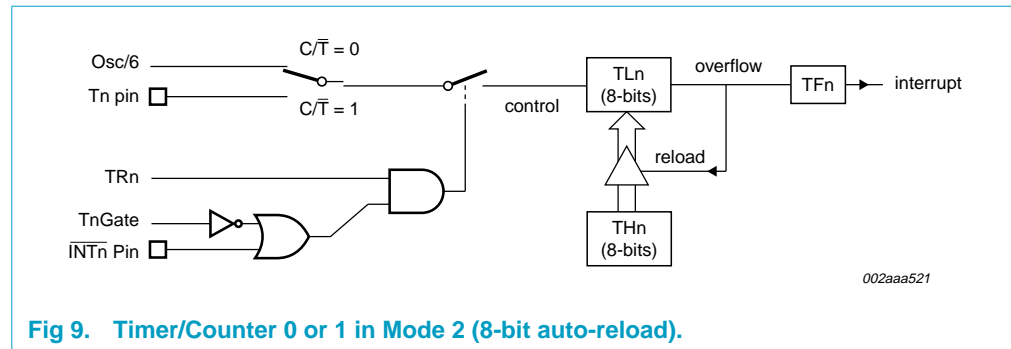 C/T̅ = 0
Osc/6
Tn pin
C/T̅ = 1
control
TLn
(8-bits)
overflow
TFn
interrupt
reload
TRn
TnGate
I̅N̅T̅n̅ Pin
THn
(8-bits)
002aaa521
Fig 9. Timer/Counter 0 or 1 in Mode 2 (8-bit auto-reload).